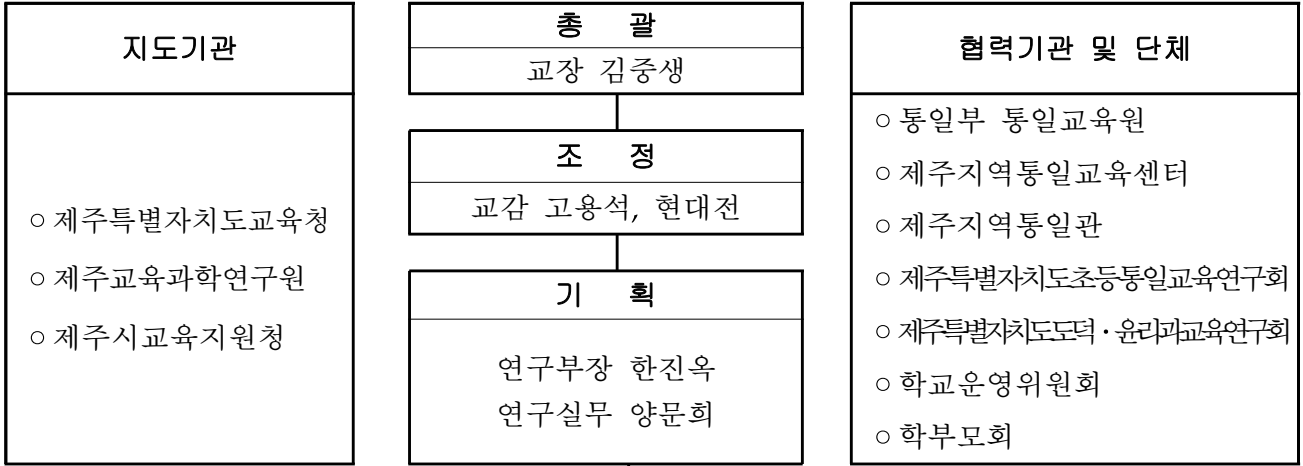 지도기관
○ 제주특별자치도교육청
○ 제주교육과학연구원
○ 제주시교육지원청
총 괄
교장 김중생
조 정
교감 고용석, 현대전
기 획
연구부장 한진옥
연구실무 양문희
협력기관 및 단체
○ 통일부 통일교육원
○ 제주지역통일교육센터
○ 제주지역통일관
○ 제주특별자치도초등통일교육연구회
○ 제주특별자치도도덕・윤리과교육연구회
○ 학교운영위원회
○ 학부모회